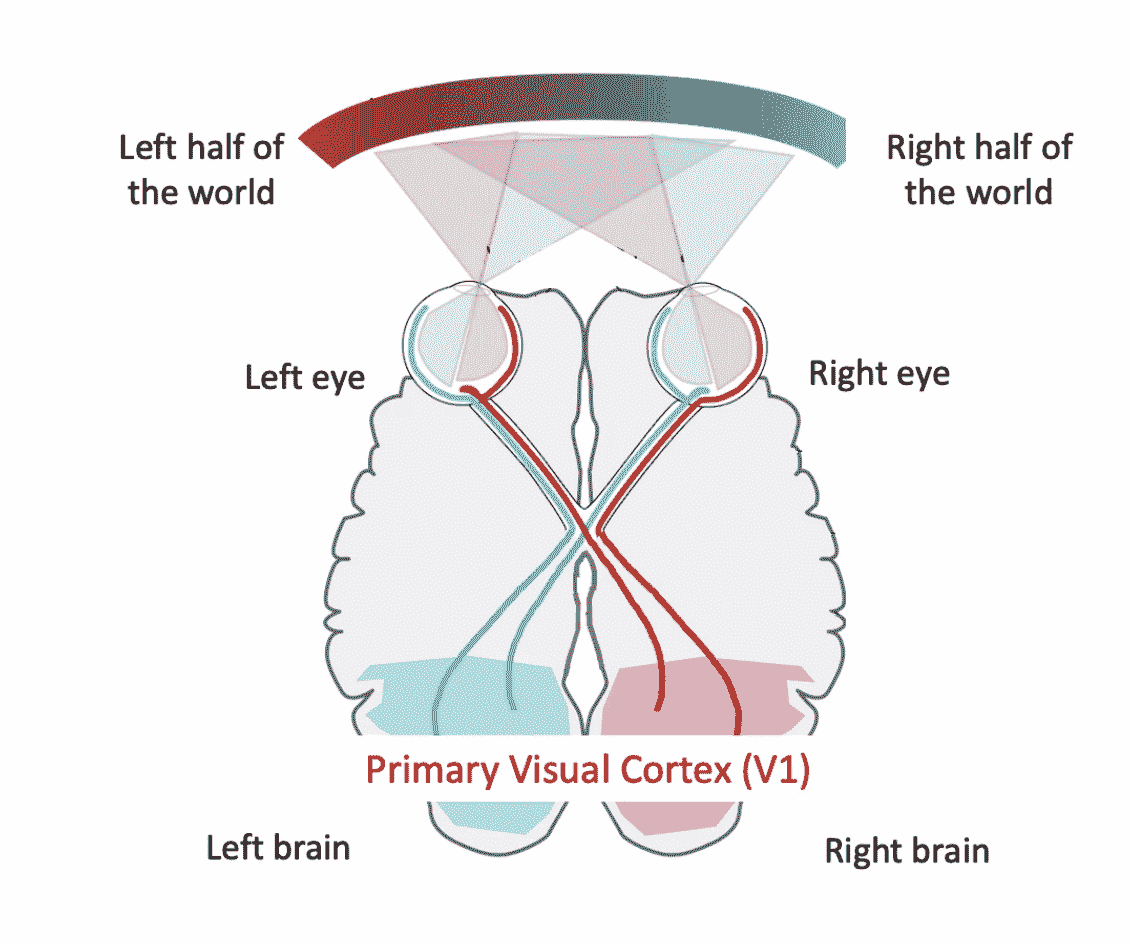 Left half of
the world
Right half of
the world
Left eye
Right eye
Primary Visual Cortex (V1)
Left brain
Right brain